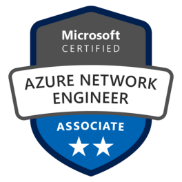 Microsoft
CERTIFIED
AZURE NETWORK
ENGINEER
ASSOCIATE